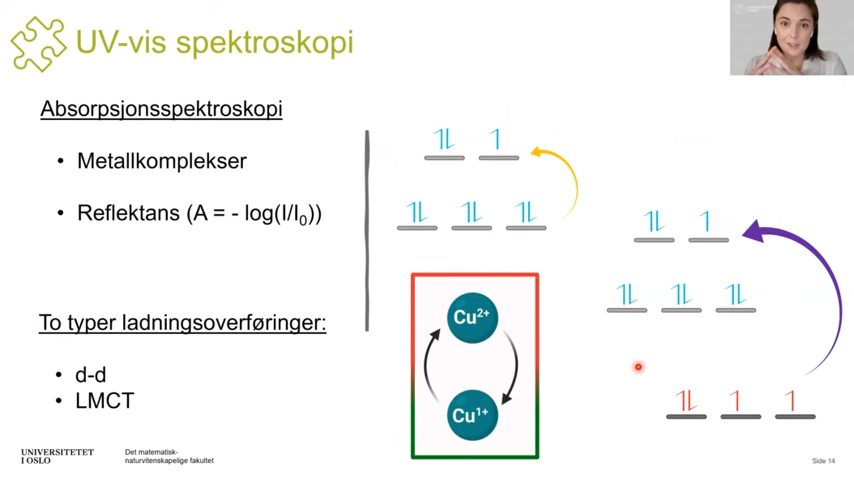 UV-vis spektroskopi
Absorpsjonsspektroskopi
• Metallkomplekser
• Reflektans (A = - log(I/I₀))
To typer ladningsoverføringer:
• d-d
• LMCT
Cu²⁺
Cu¹⁺
UNIVERSITETET
I OSLO
Det matematisk-
naturvitenskapelige fakultet
Side 14